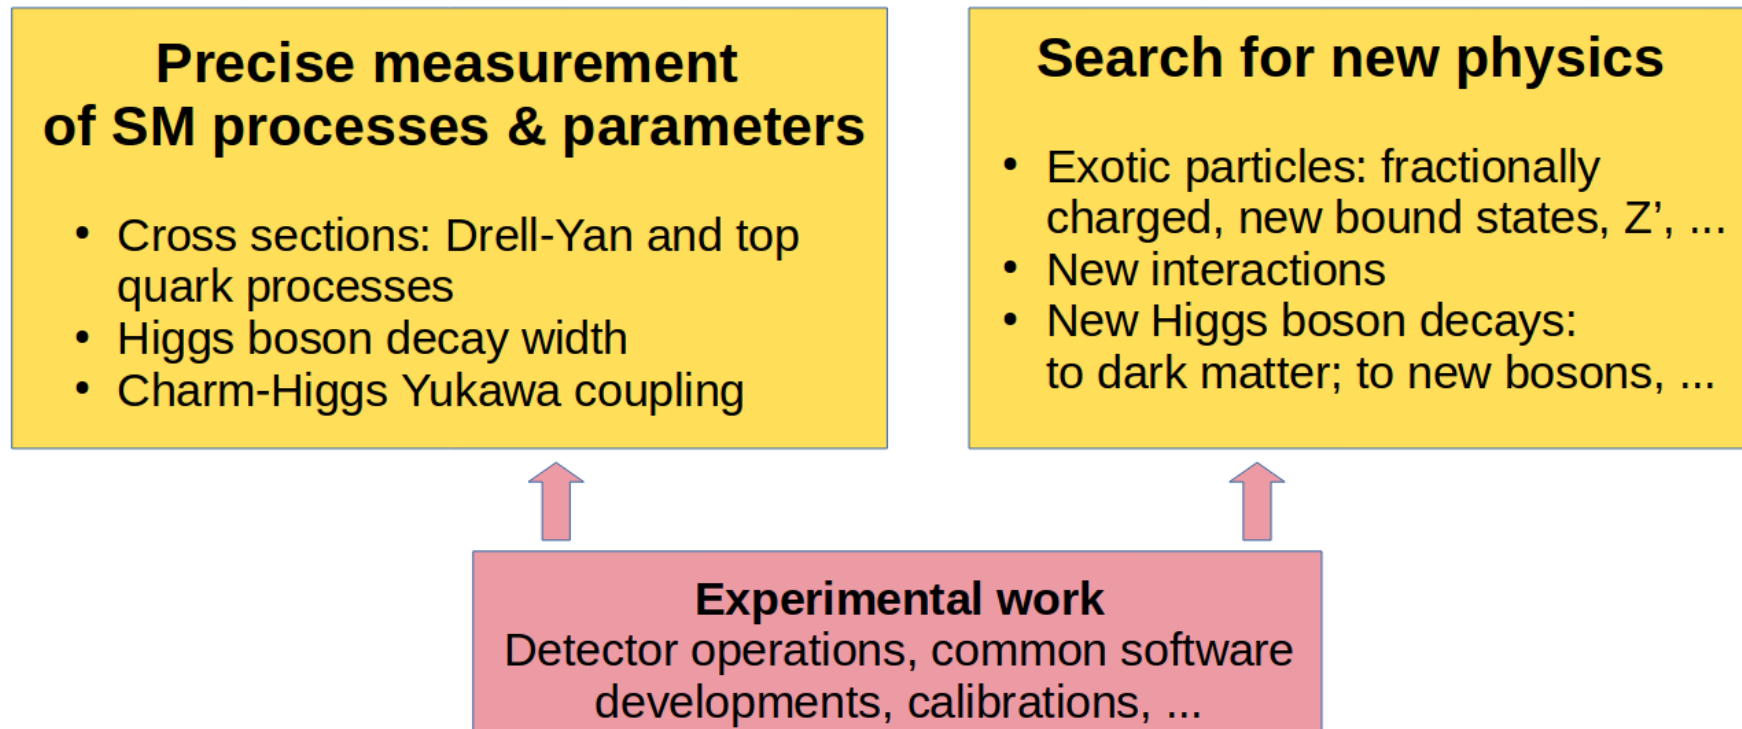 Precise measurement
of SM processes & parameters
• Cross sections: Drell-Yan and top
quark processes
• Higgs boson decay width
• Charm-Higgs Yukawa coupling
Search for new physics
• Exotic particles: fractionally
charged, new bound states, Z’, ...
• New interactions
• New Higgs boson decays:
to dark matter; to new bosons, ...
Experimental work
Detector operations, common software
developments, calibrations, ...